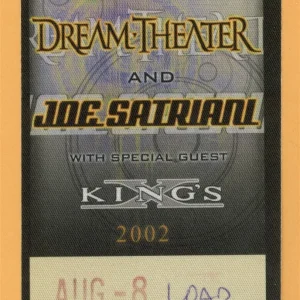 DREAM THEATER
AND
JOE SATRIANI
WITH SPECIAL GUEST
KING'S X
2002
AUG -8 LOAD